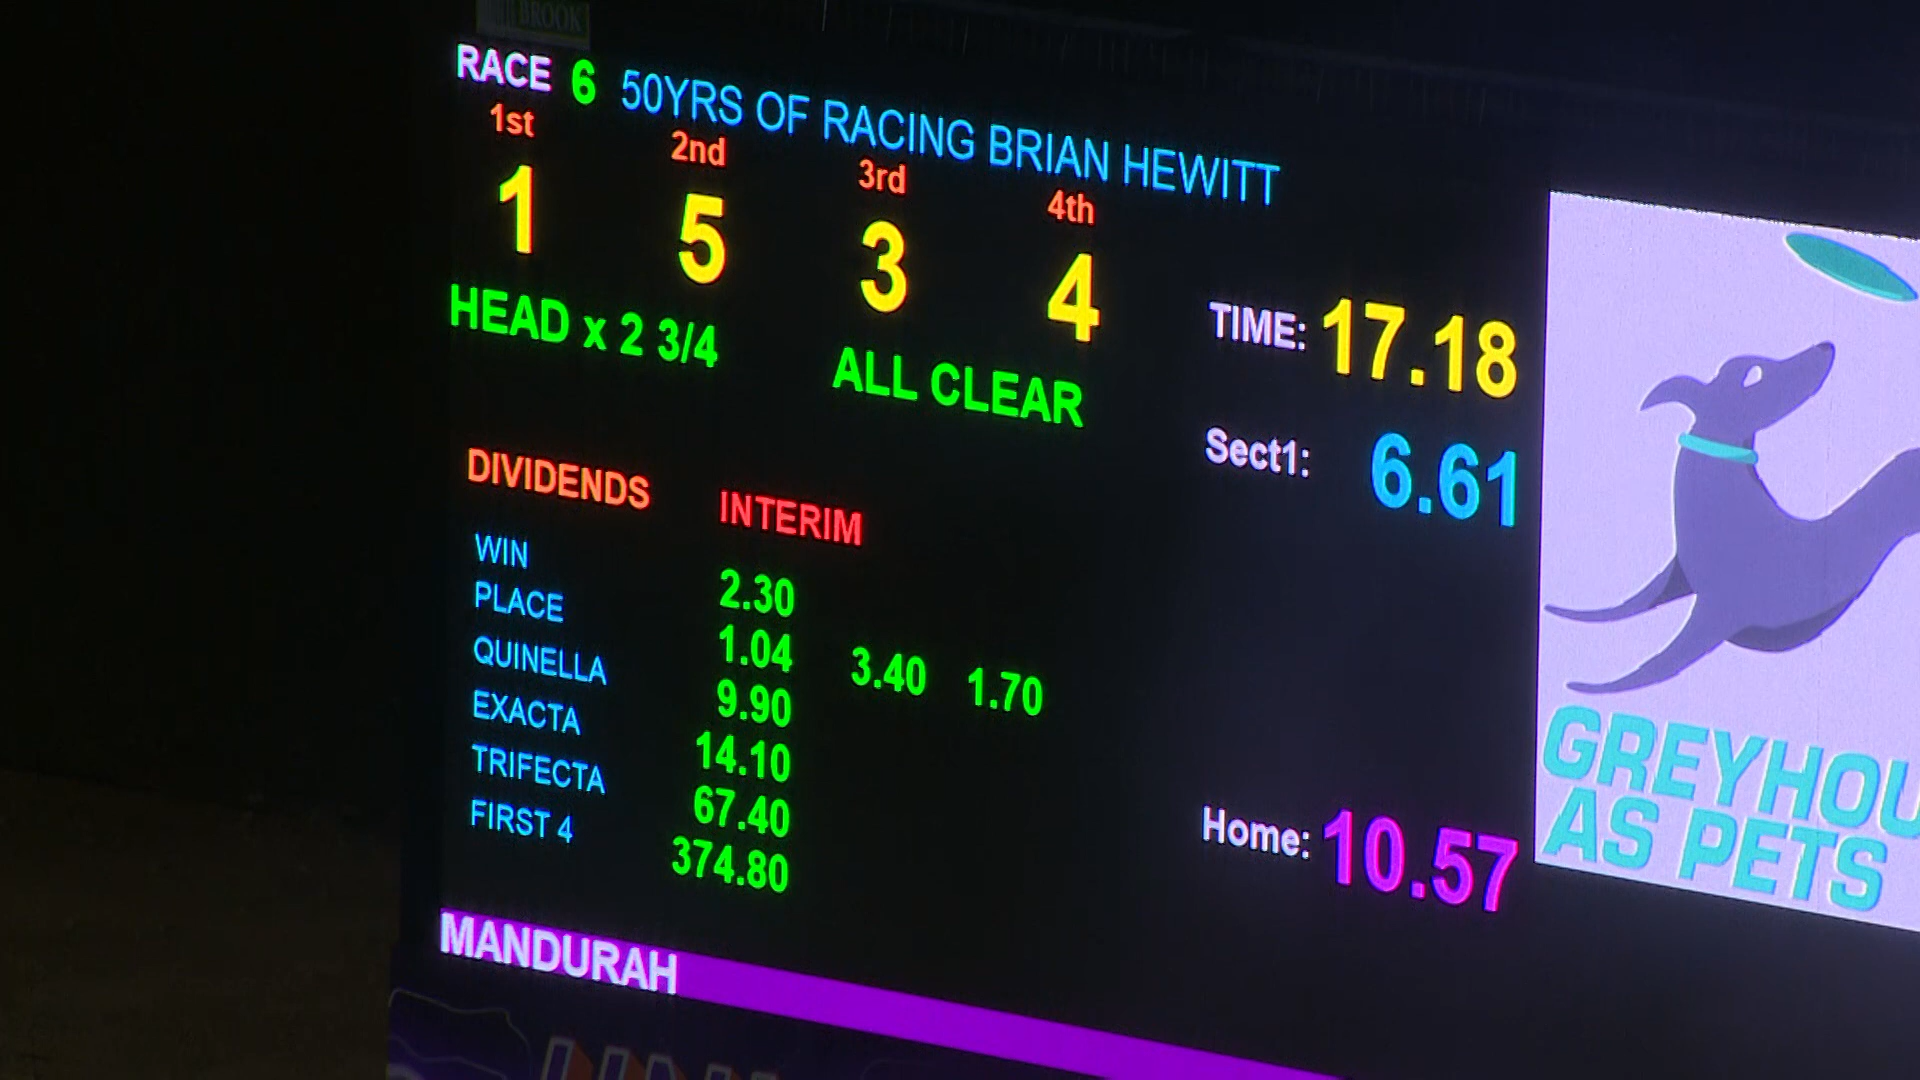 BROOK
RACE 6 50YRS OF RACING BRIAN HEWITT
1st 2nd 3rd 4th
1 5 3 4
HEAD x 2 3/4 ALL CLEAR
TIME: 17.18
Sect1: 6.61
DIVIDENDS INTERIM
WIN 2.30
PLACE 1.04 3.40 1.70
QUINELLA 9.90
EXACTA 14.10
TRIFECTA 67.40
FIRST 4 374.80
Home: 10.57
GREYHOU
AS PETS
MANDURAH